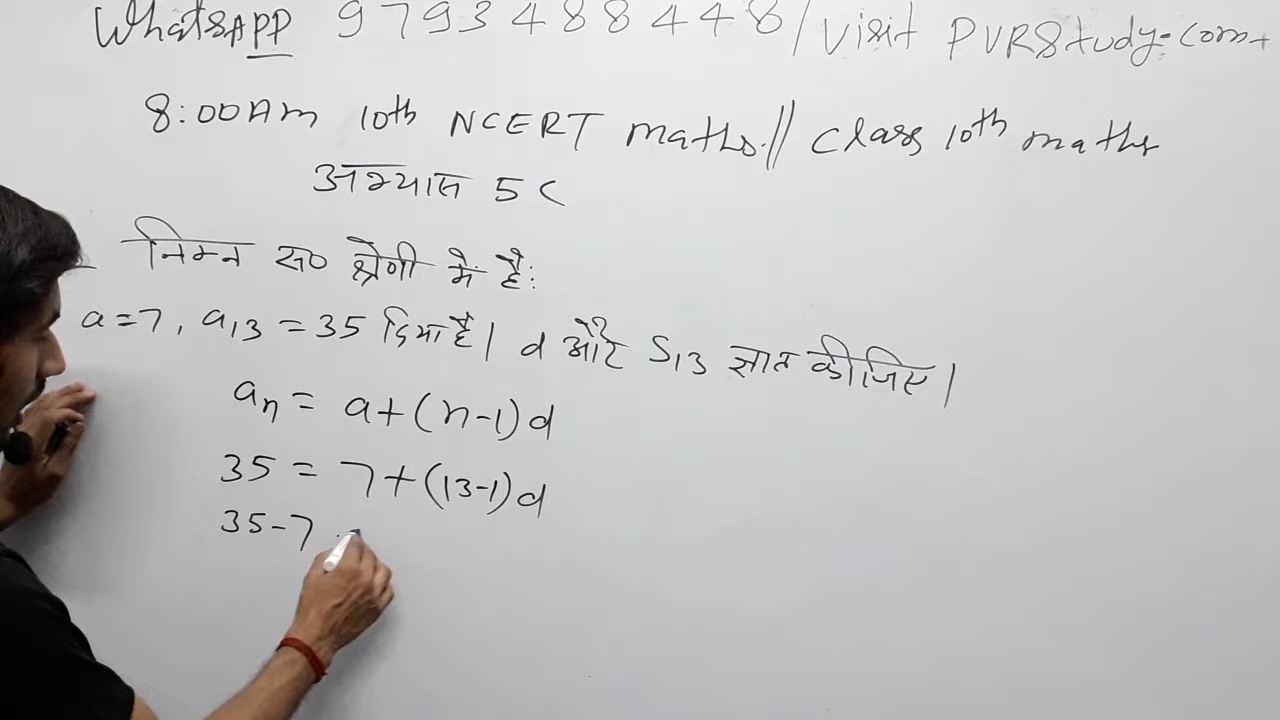 WhatsAPP 9793488448/visit PVRStudy.com
8:00AM 10th NCERT maths.// class 10th maths
अभ्यास 5C
निम्न स० श्रेणी में है:
a=7, a13 = 35 दिया है। d और S13 ज्ञात कीजिए।
an = a+(n-1)d
35 = 7+(13-1)d
35-7